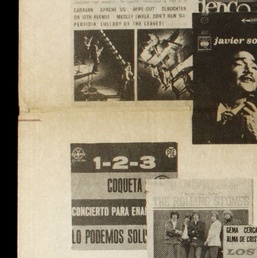 CARAVAN APACHE '65 WIPE-OUT SLAUGHTER
ON 10TH AVENUE MEDLEY (WALK, DON'T RUN '64
PERFIDIA LULLABY OF THE LEAVES)
javier so
1-2-3
COQUETA
CONCIERTO PARA ENA
LO PODEMOS SOLU
THE ROLLING STONES
GEMA CERCA
ALMA DE CRIS
LOS